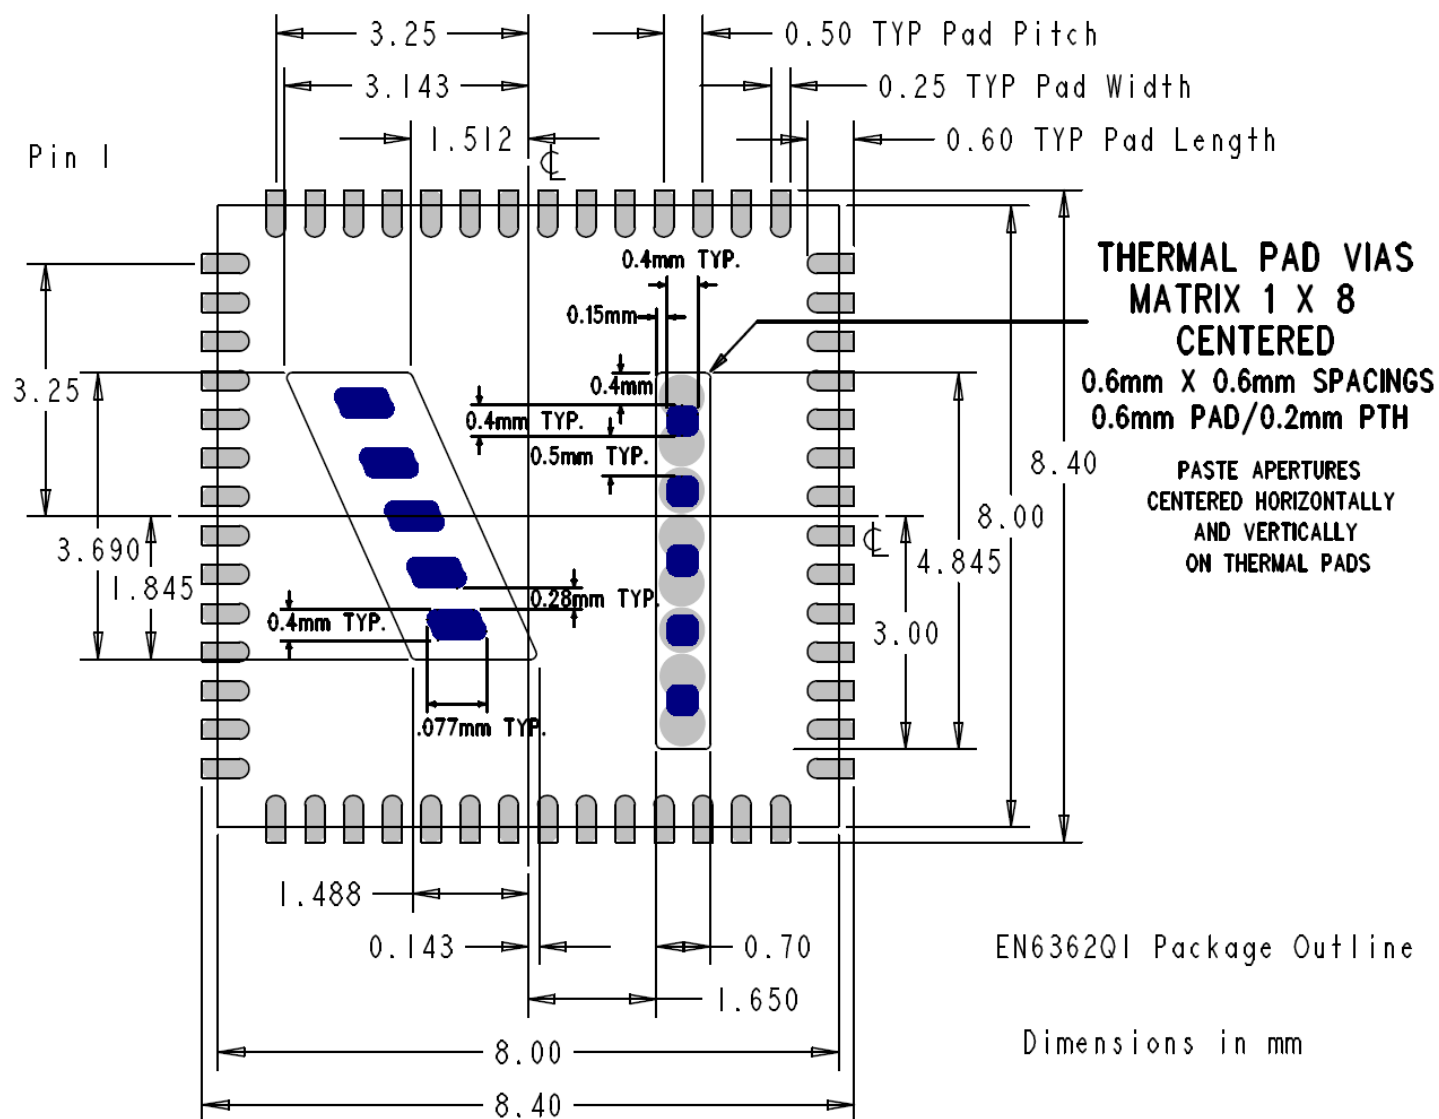 3.25
0.50 TYP Pad Pitch
3.143
0.25 TYP Pad Width
1.512
0.60 TYP Pad Length
Pin 1
CL
0.4mm TYP.
THERMAL PAD VIAS
MATRIX 1 X 8
CENTERED
0.6mm X 0.6mm SPACINGS
0.6mm PAD/0.2mm PTH
0.15mm
3.25
0.4mm
0.4mm TYP.
0.5mm TYP.
8.40
PASTE APERTURES
CENTERED HORIZONTALLY
AND VERTICALLY
ON THERMAL PADS
8.00
CL
3.690
4.845
1.845
0.28mm TYP.
0.4mm TYP.
3.00
.077mm TYP.
1.488
0.143
0.70
EN6362QI Package Outline
1.650
8.00
Dimensions in mm
8.40